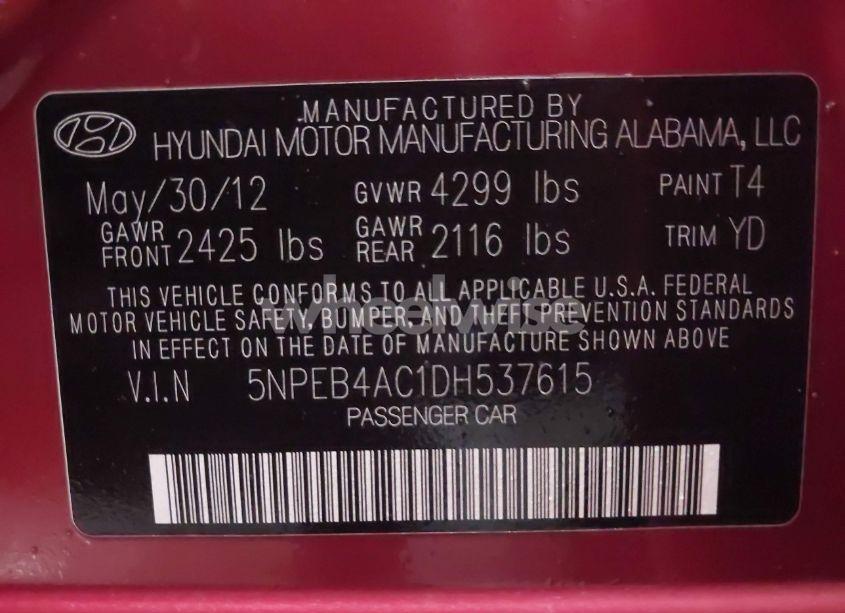 MANUFACTURED BY
HYUNDAI MOTOR MANUFACTURING ALABAMA, LLC
May/30/12 GVWR 4299 lbs PAINT T4
GAWR FRONT 2425 lbs GAWR REAR 2116 lbs TRIM YD
THIS VEHICLE CONFORMS TO ALL APPLICABLE U.S.A. FEDERAL
MOTOR VEHICLE SAFETY, BUMPER, AND THEFT PREVENTION STANDARDS
IN EFFECT ON THE DATE OF MANUFACTURE SHOWN ABOVE
wheelwise
V.I.N 5NPEB4AC1DH537615
PASSENGER CAR